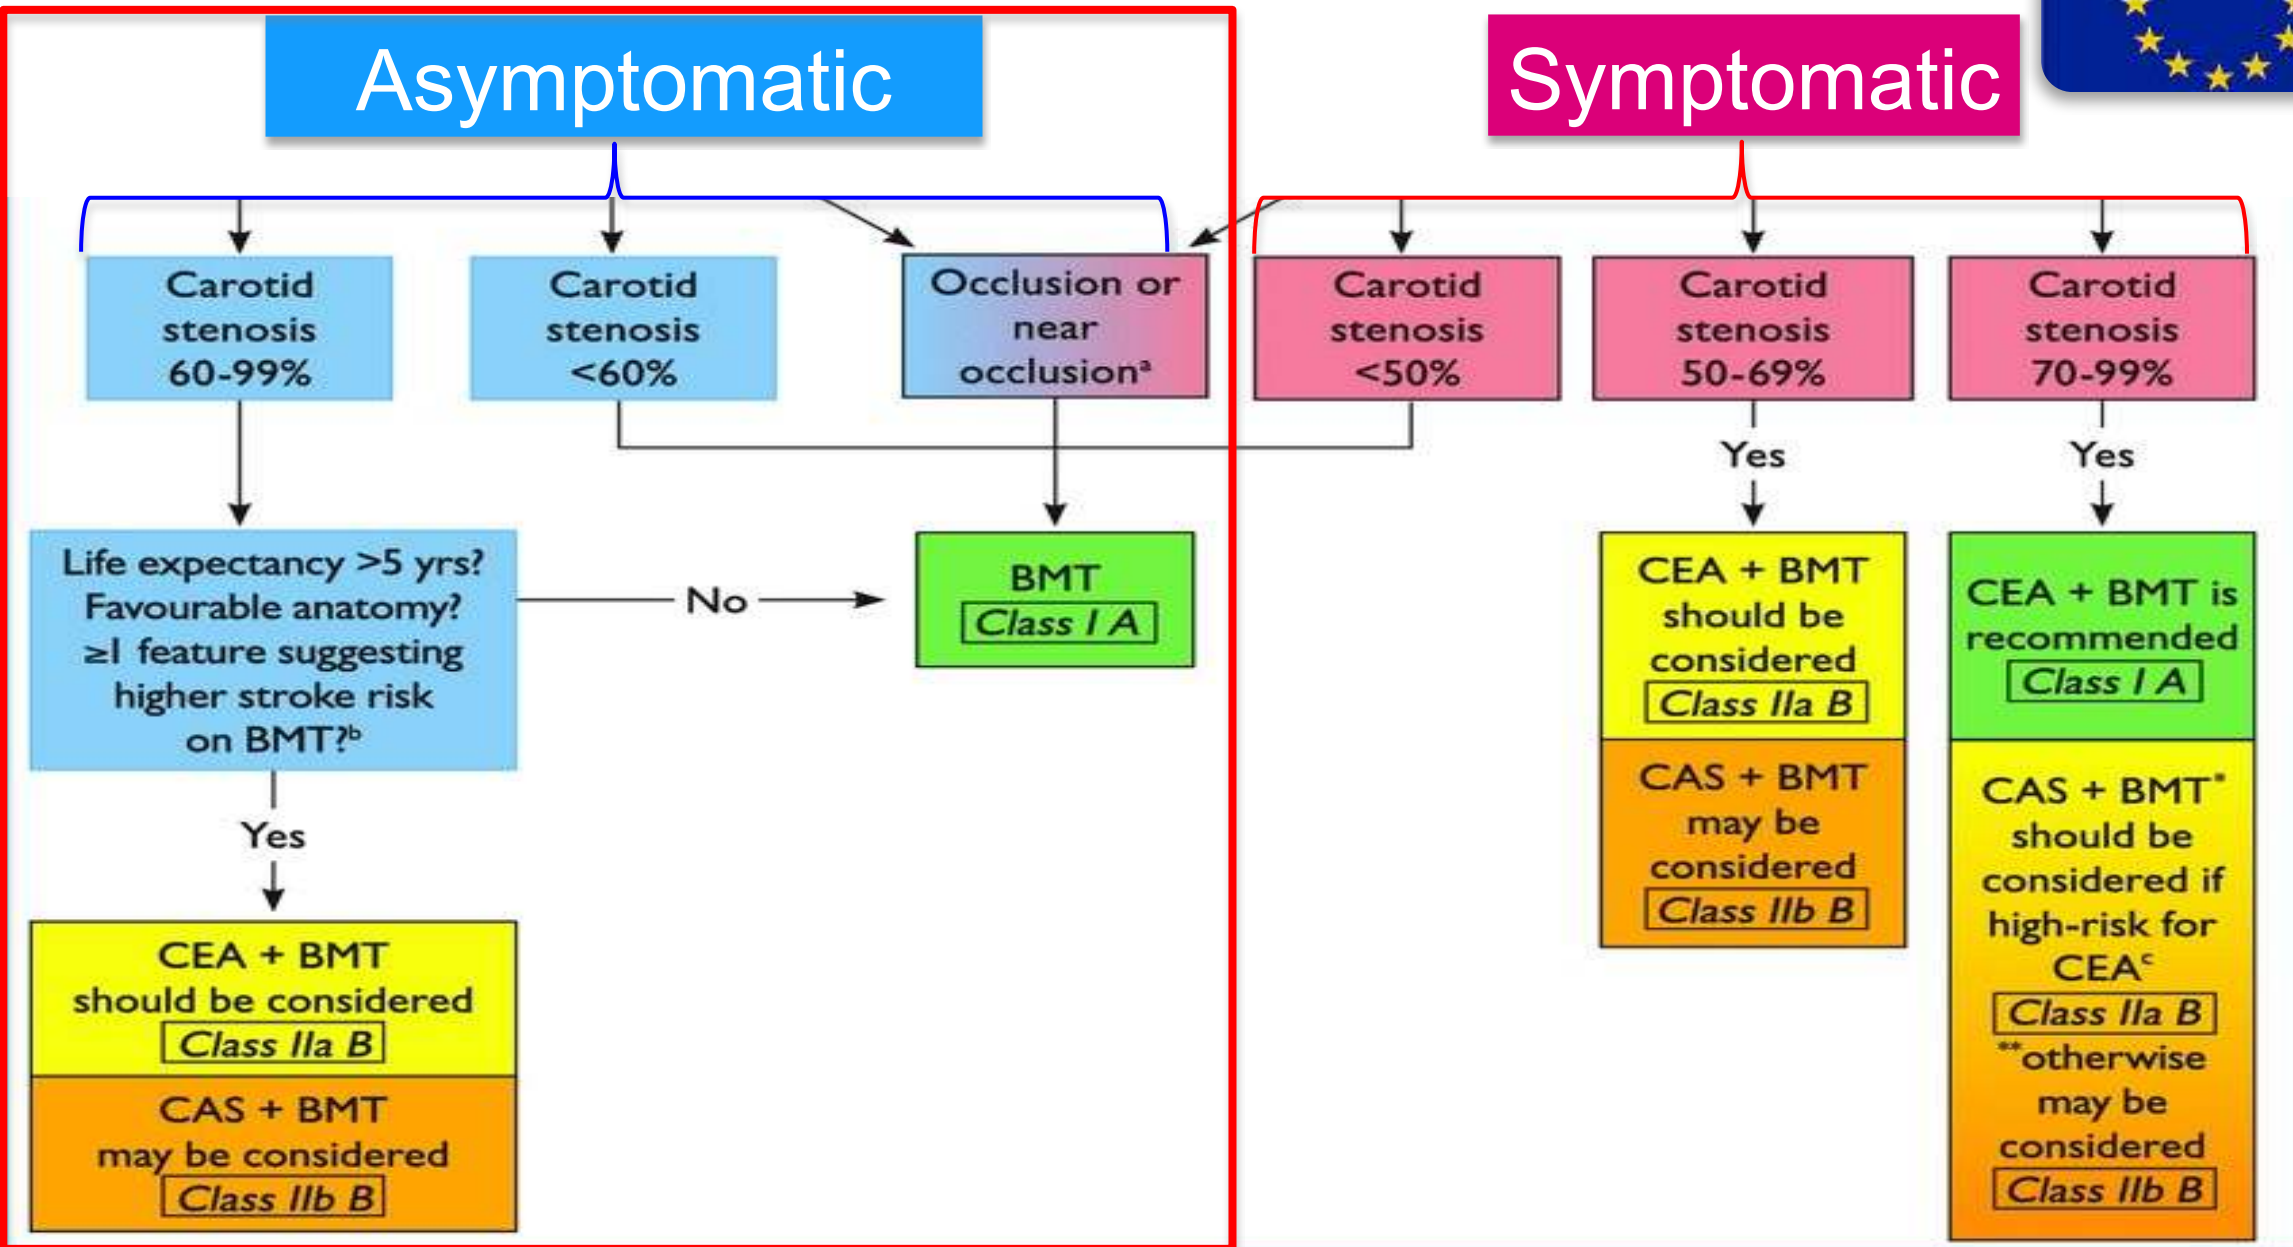 Asymptomatic
Symptomatic
Carotid
stenosis
60-99%
Carotid
stenosis
<60%
Occlusion or
near
occlusionᵃ
Carotid
stenosis
<50%
Carotid
stenosis
50-69%
Carotid
stenosis
70-99%
Yes
Yes
Life expectancy >5 yrs?
Favourable anatomy?
≥1 feature suggesting
higher stroke risk
on BMT?ᵇ
No
BMT
Class I A
CEA + BMT
should be
considered
Class IIa B
CAS + BMT
may be
considered
Class IIb B
CEA + BMT is
recommended
Class I A
CAS + BMT*
should be
considered if
high-risk for
CEAᶜ
Class IIa B
**otherwise
may be
considered
Class IIb B
Yes
CEA + BMT
should be considered
Class IIa B
CAS + BMT
may be considered
Class IIb B